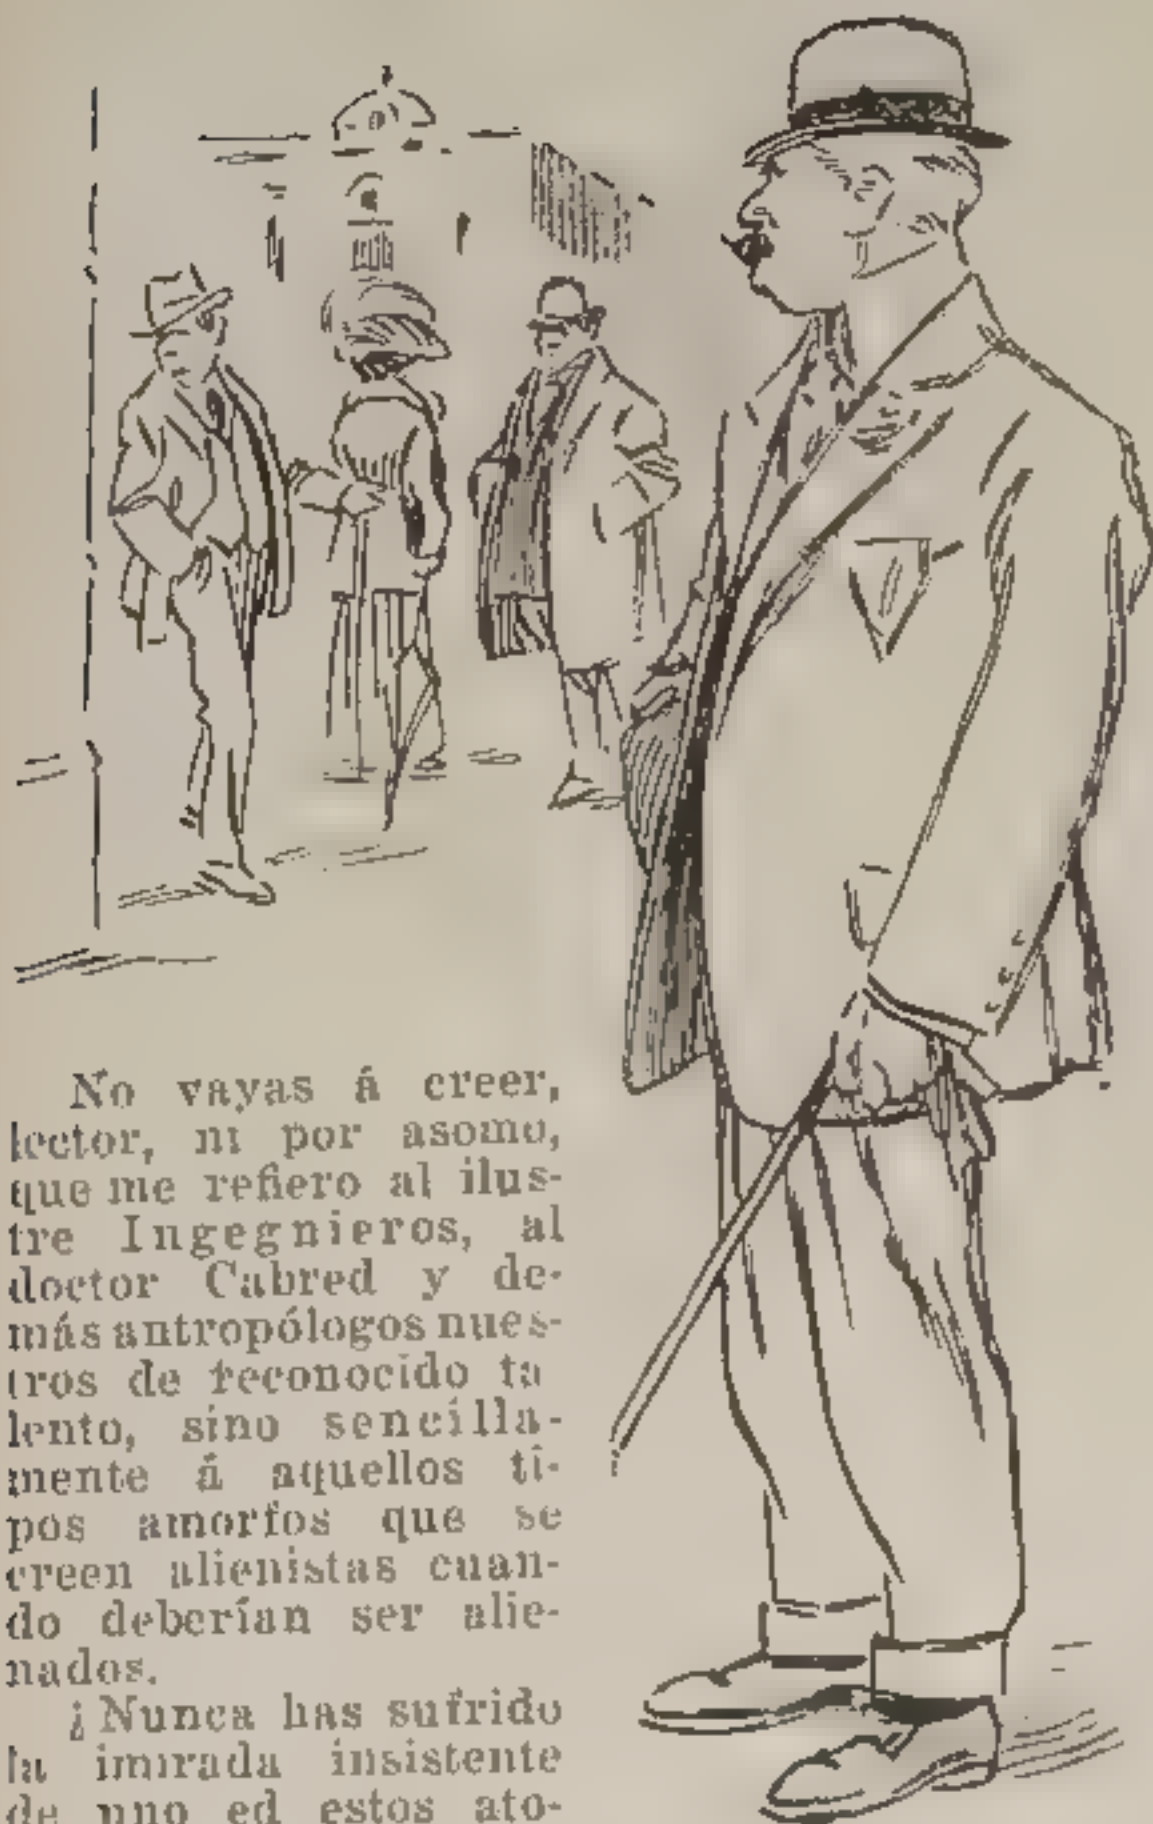 No vayas á creer,
lector, ni por asomo,
que me refiero al ilus-
tre Ingegnieros, al
doctor Cabred y de-
más antropólogos nues-
tros de reconocido ta
lento, sino sencilla-
mente á aquellos ti-
pos amorfos que se
creen alienistas cuan-
do deberían ser alie-
nados.
¿Nunca has sufrido
la imirada insistente
de uno ed estos ato-